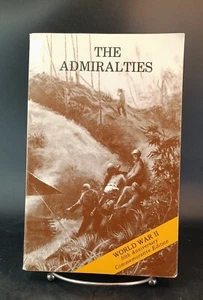 THE
ADMIRALTIES
WORLD WAR II
50th Anniversary
Commemorative Edition